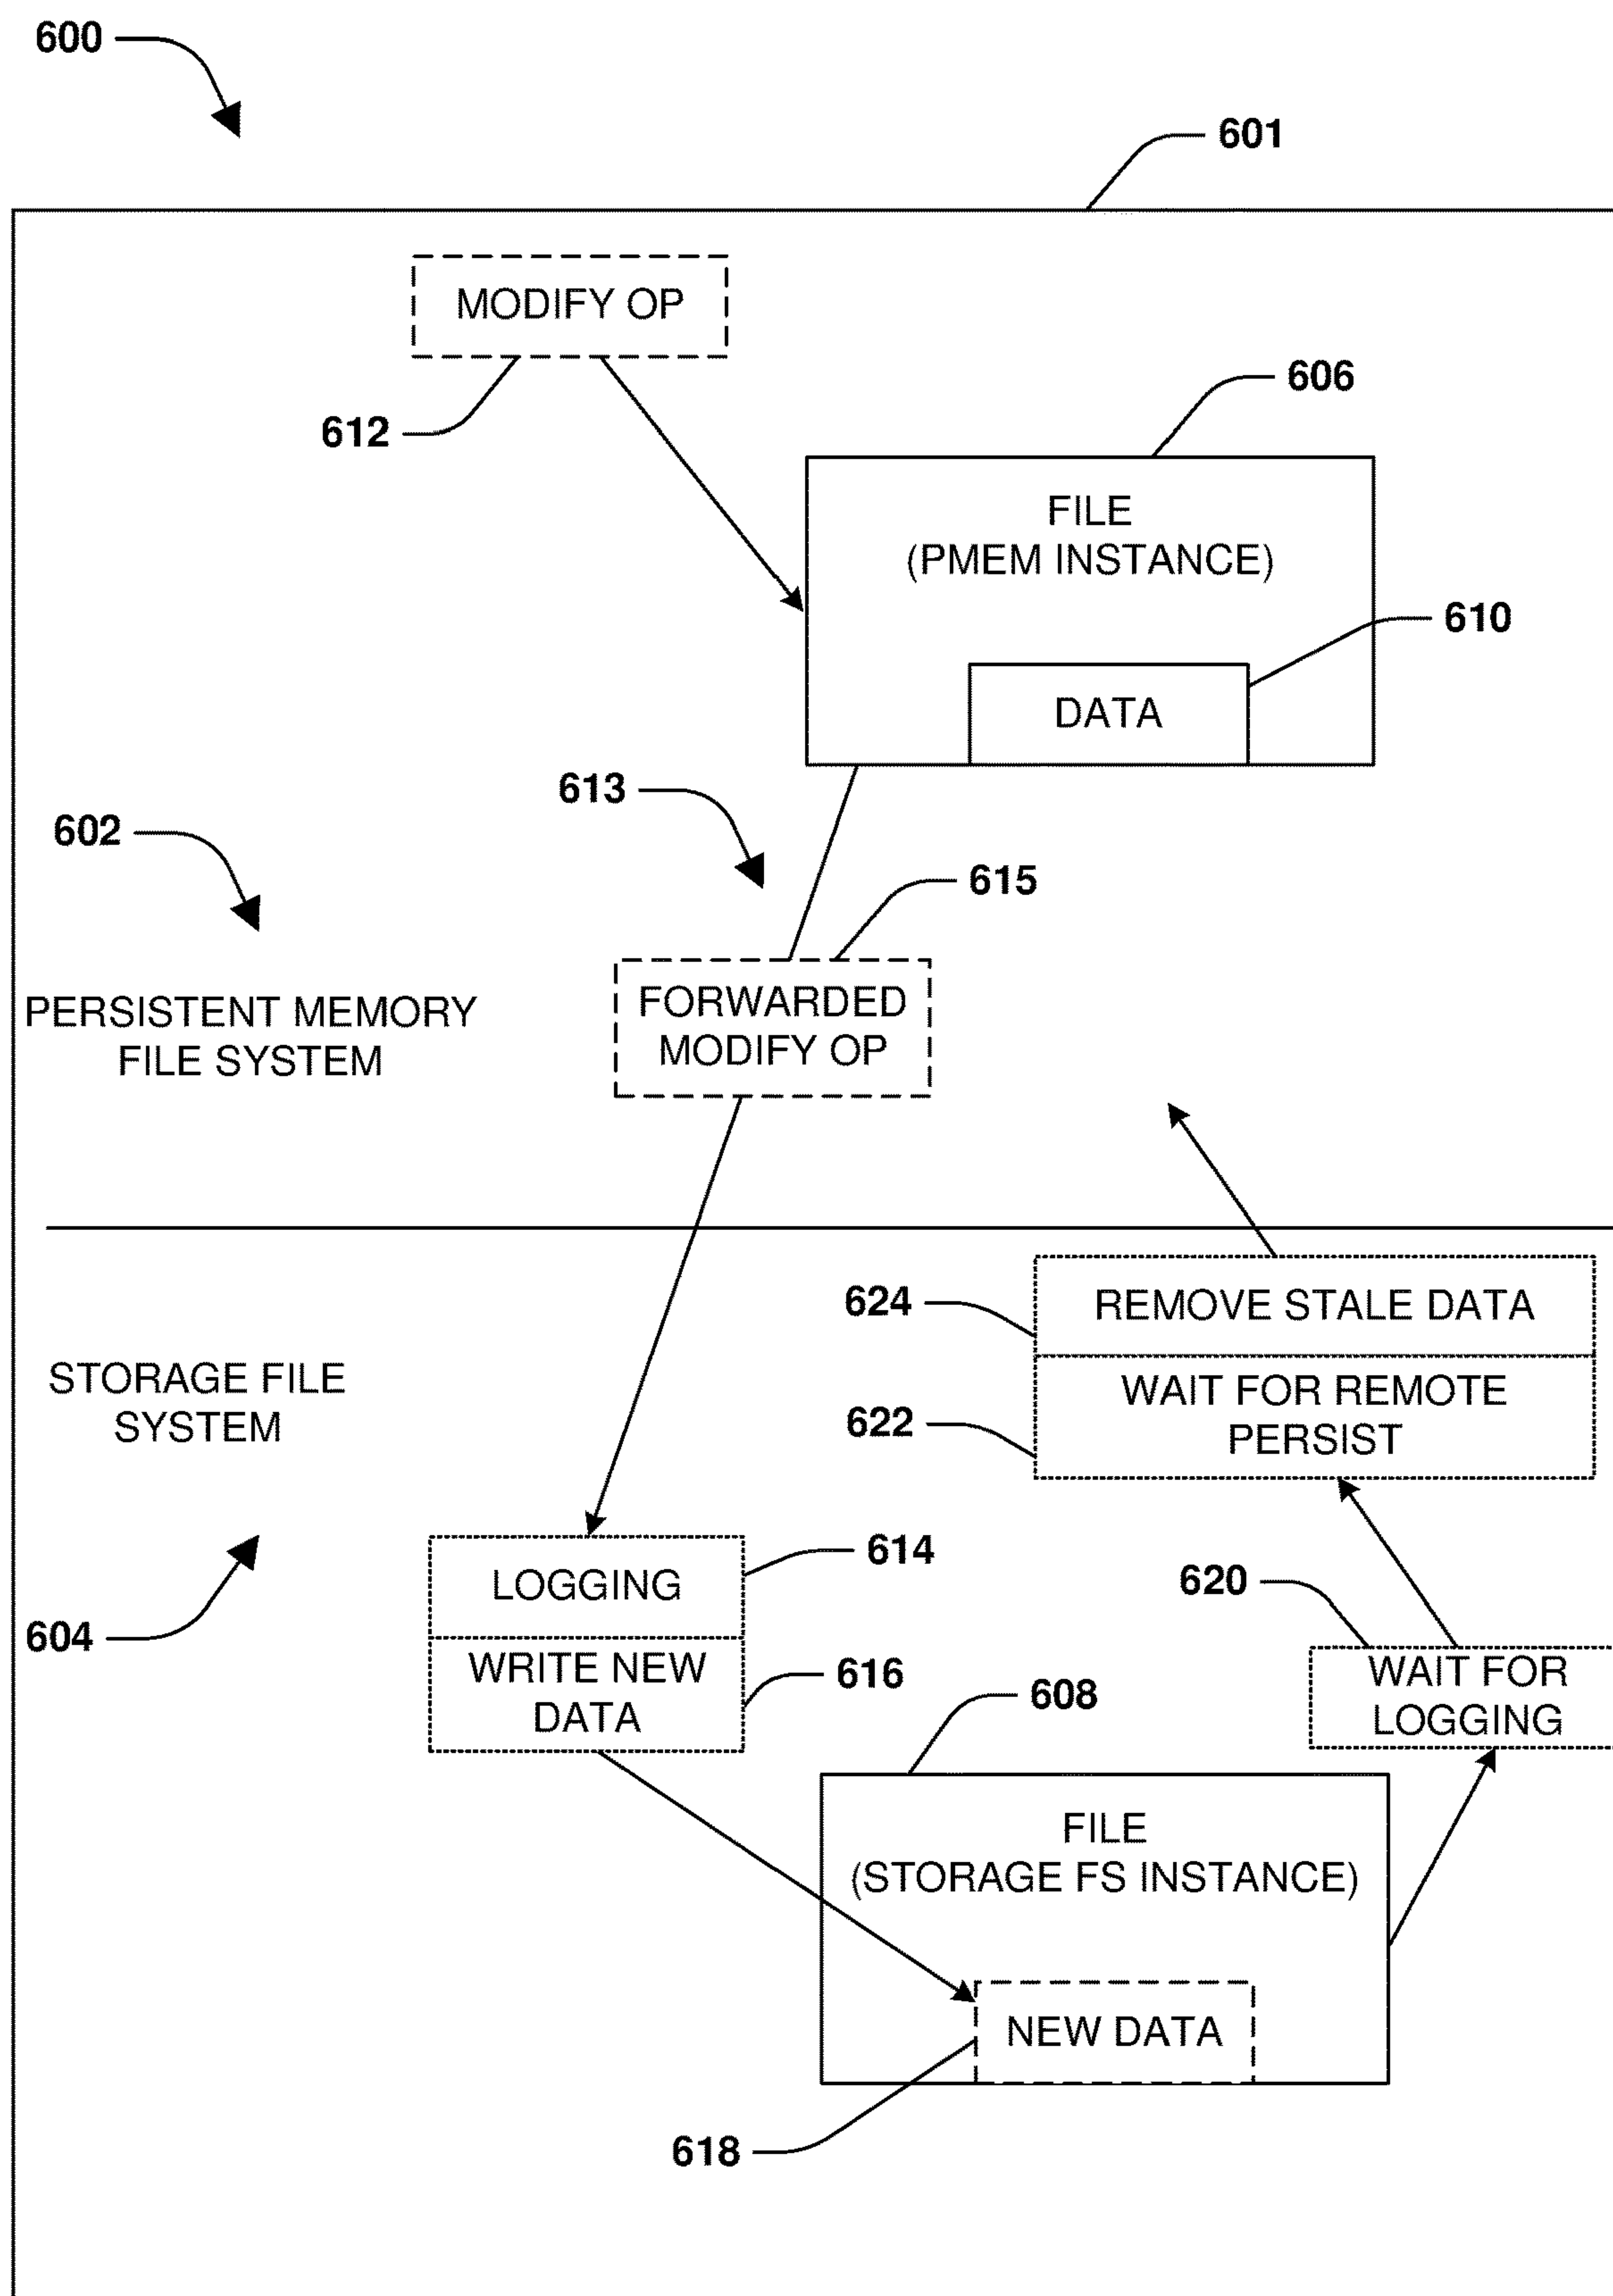 600
601
MODIFY OP
612
606
FILE
(PMEM INSTANCE)
610
DATA
613
602
615
PERSISTENT MEMORY
FILE SYSTEM
FORWARDED
MODIFY OP
624
REMOVE STALE DATA
STORAGE FILE
SYSTEM
622
WAIT FOR REMOTE
PERSIST
604
LOGGING
614
WRITE NEW
DATA
616
620
WAIT FOR
LOGGING
608
FILE
(STORAGE FS INSTANCE)
NEW DATA
618